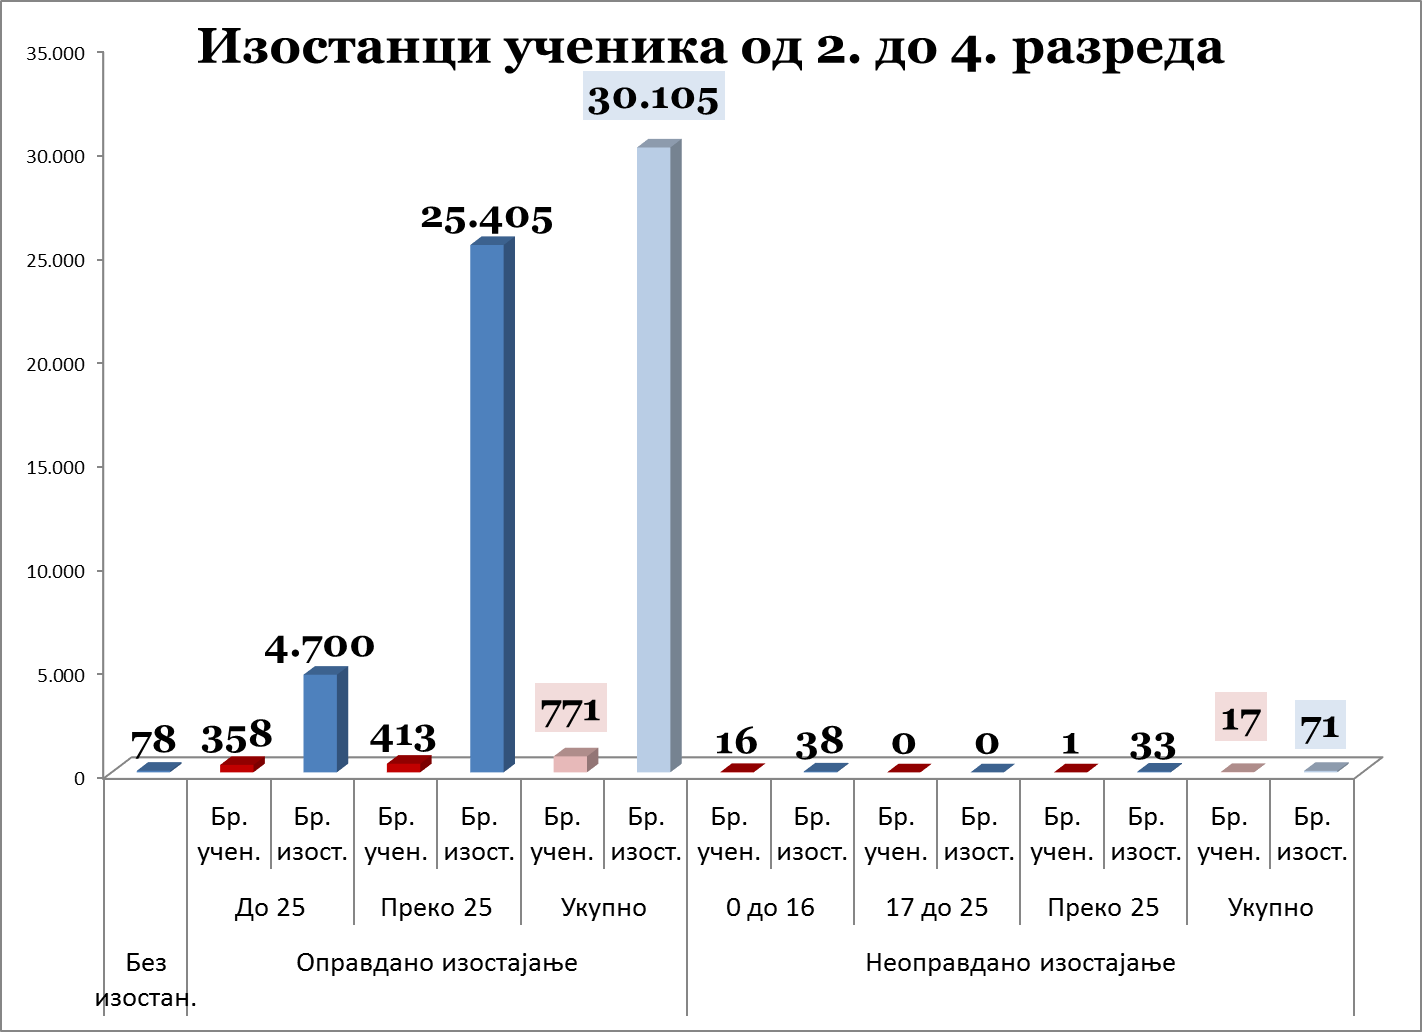 Изостанци ученика од 2. до 4. разреда
35.000
30.000
25.000
20.000
15.000
10.000
5.000
0
78
358
4.700
413
25.405
771
30.105
16
38
0
0
1
33
17
71
Бр. учен.
Бр. изост.
Бр. учен.
Бр. изост.
Бр. учен.
Бр. изост.
Бр. учен.
Бр. изост.
Бр. учен.
Бр. изост.
Бр. учен.
Бр. изост.
Бр. учен.
Бр. изост.
До 25
Преко 25
Укупно
0 до 16
17 до 25
Преко 25
Укупно
Без
изостан.
Оправдано изостајање
Неоправдано изостајање